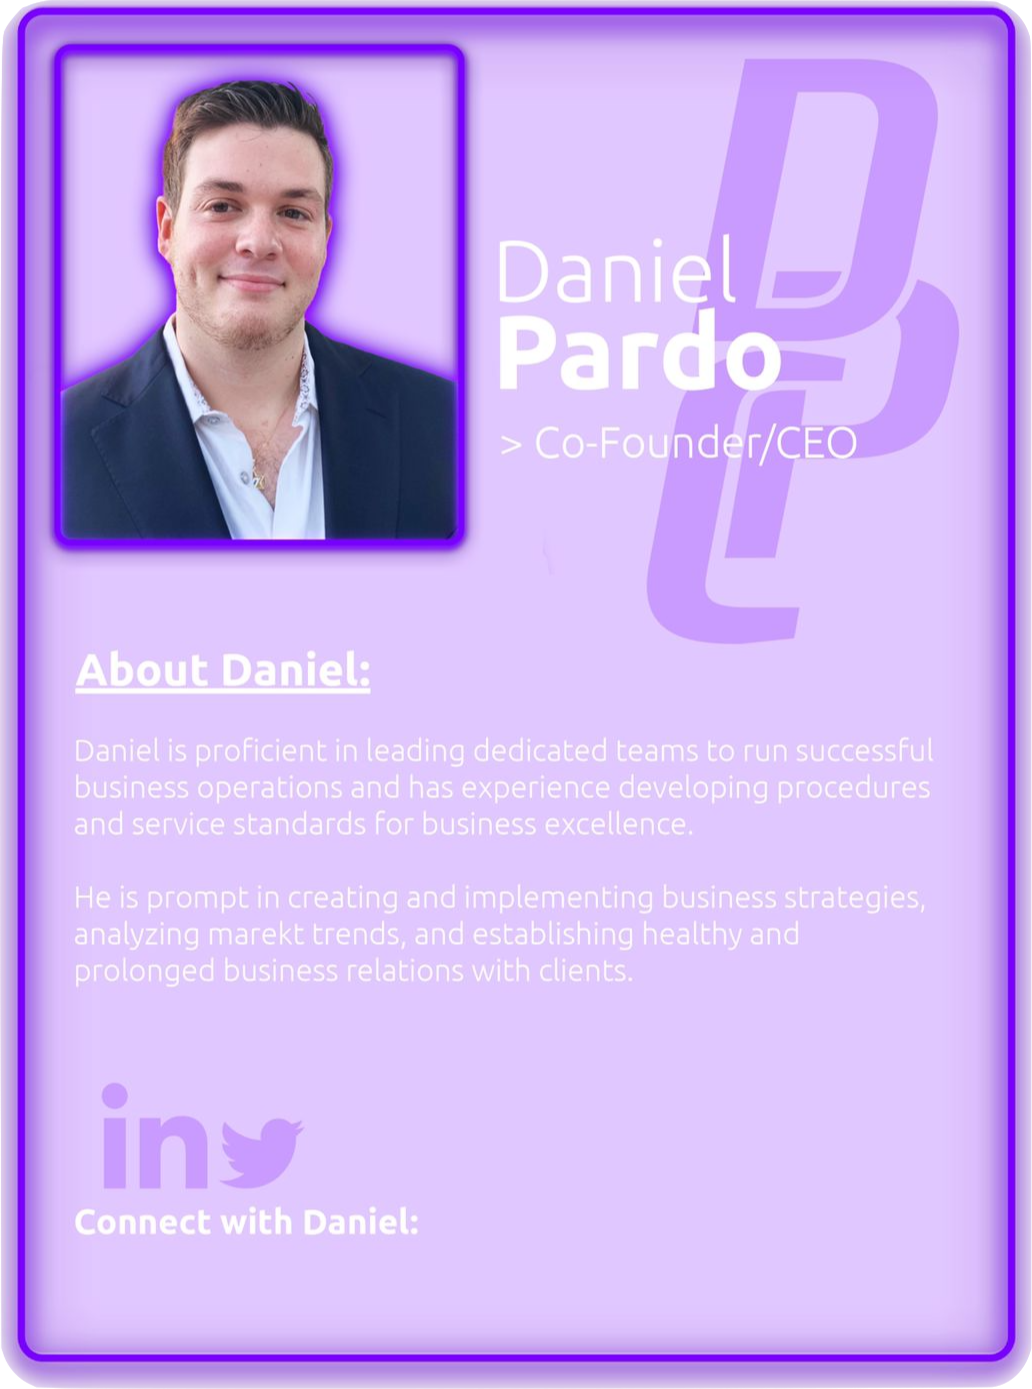 Daniel
Pardo
> Co-Founder/CEO
About Daniel:
Daniel is proficient in leading dedicated teams to run successful
business operations and has experience developing procedures
and service standards for business excellence.
He is prompt in creating and implementing business strategies,
analyzing marekt trends, and establishing healthy and
prolonged business relations with clients.
in
Connect with Daniel: